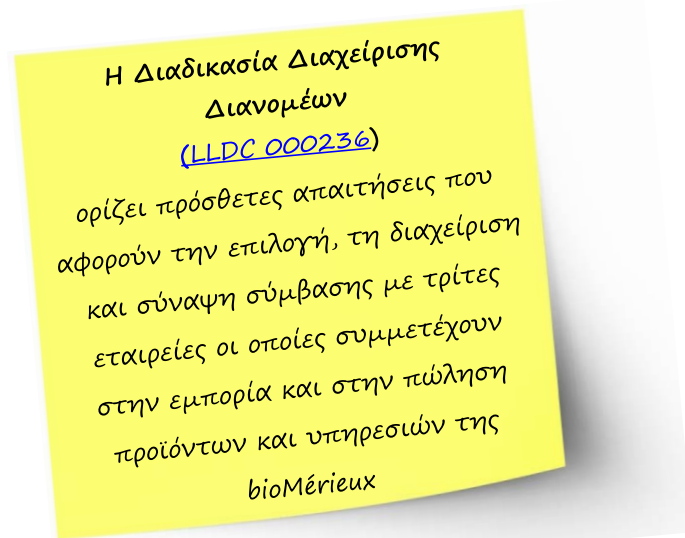 Η Διαδικασία Διαχείρισης
Διανομέων
(LLDC 000236)
ορίζει πρόσθετες απαιτήσεις που
αφορούν την επιλογή, τη διαχείριση
και σύναψη σύμβασης με τρίτες
εταιρείες οι οποίες συμμετέχουν
στην εμπορία και στην πώληση
προϊόντων και υπηρεσιών της
bioMérieux